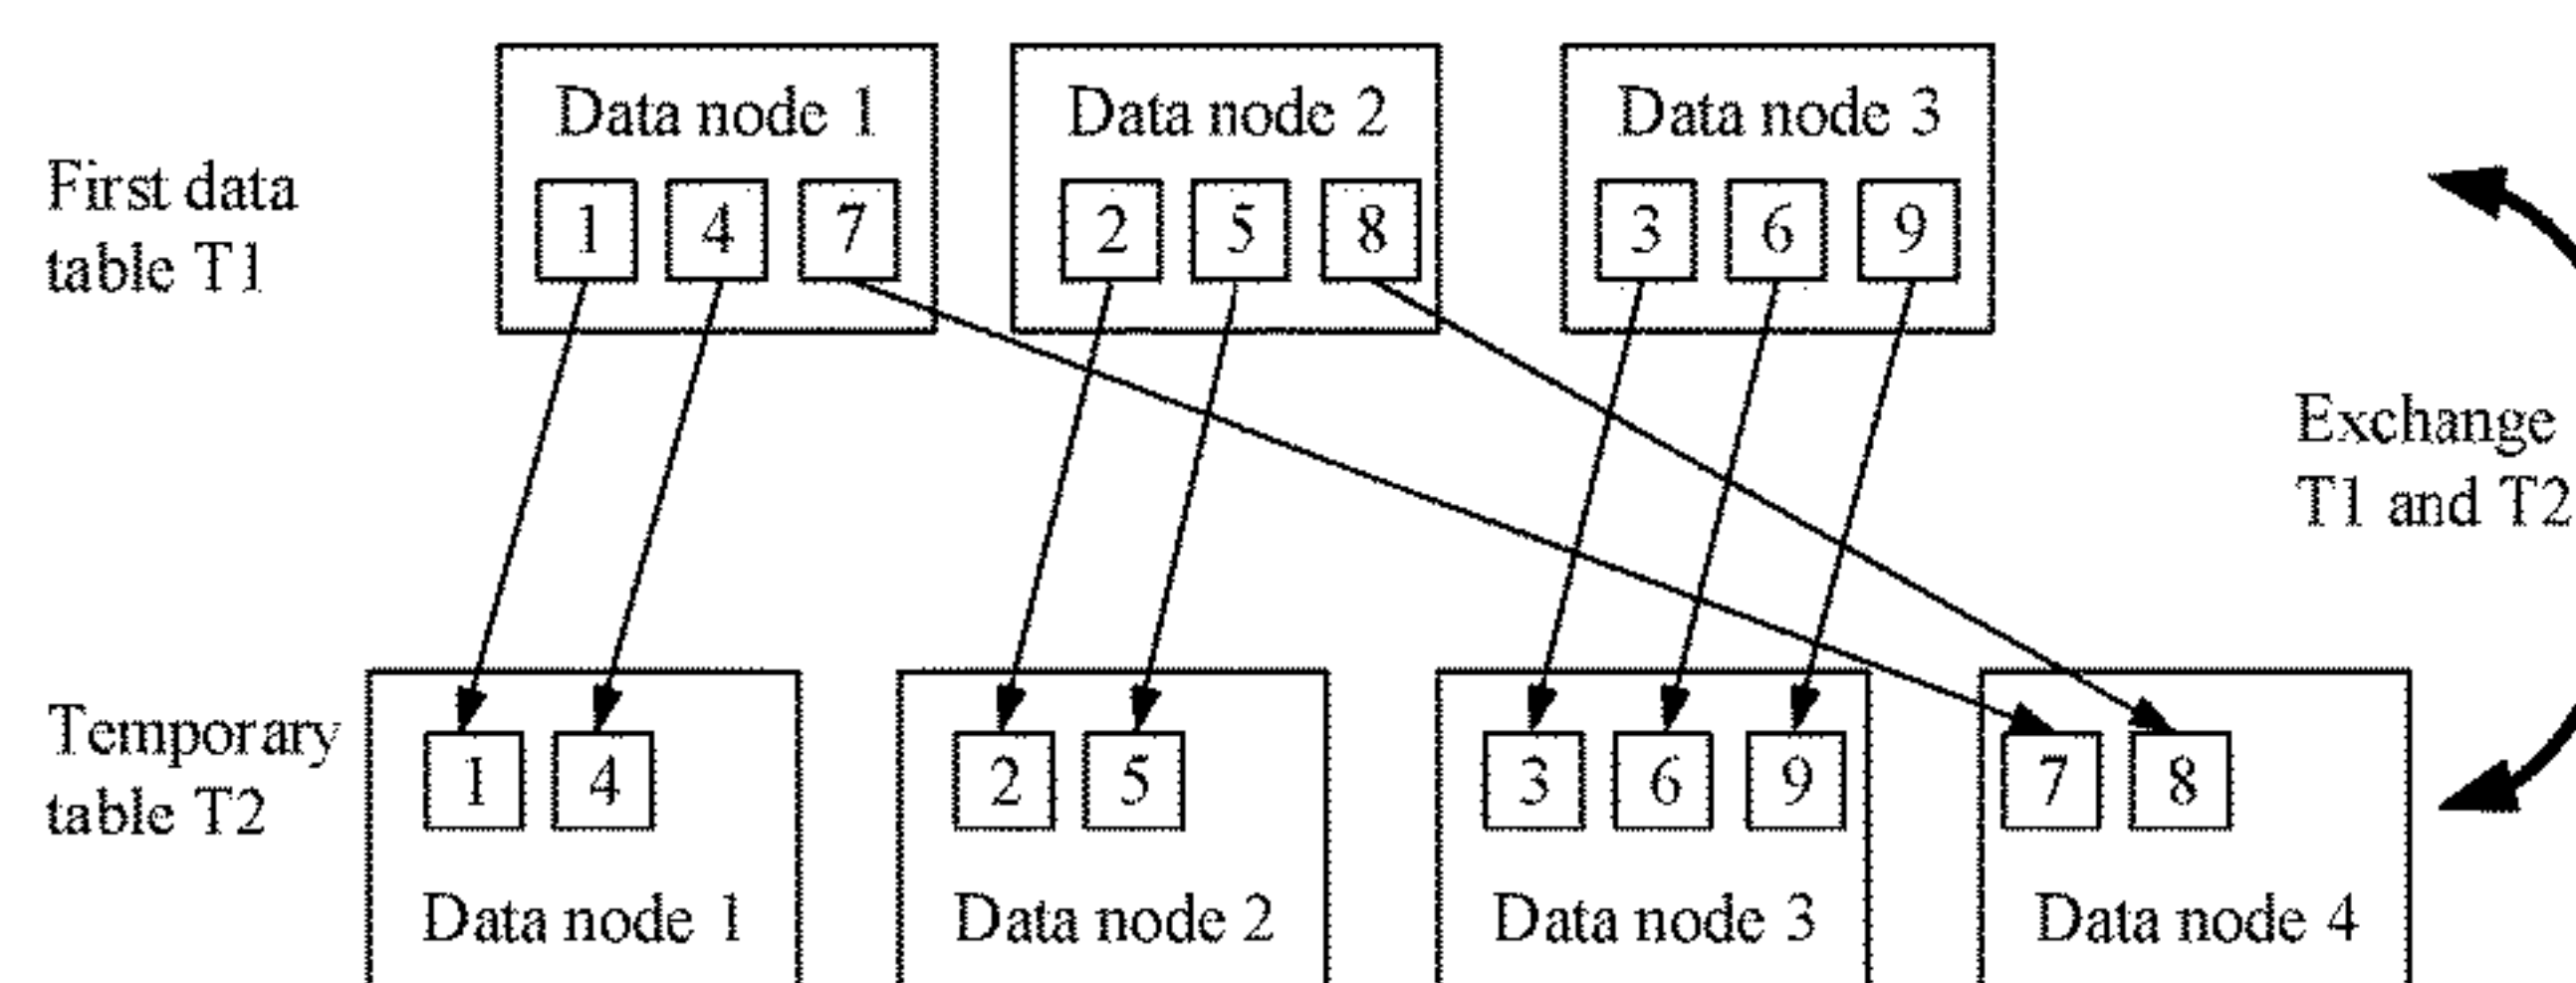 Data node 1
Data node 2
Data node 3
First data
table T1
1 4 7
2 5 8
3 6 9
Exchange
T1 and T2
Temporary
table T2
1 4
2 5
3 6 9
7 8
Data node 1
Data node 2
Data node 3
Data node 4